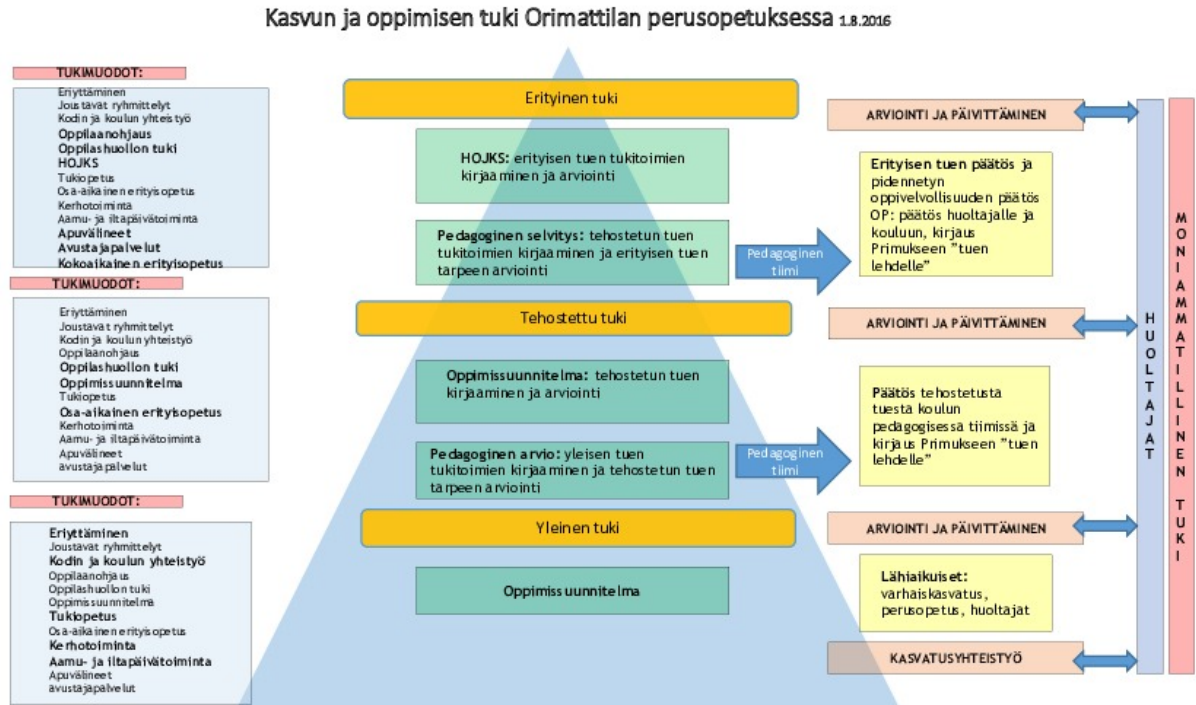 Kasvun ja oppimisen tuki Orimattilan perusopetuksessa 1.8.2016
TUKIMUODOT:
Eriyttäminen
Joustavat ryhmittelyt
Kodin ja koulun yhteistyö
Oppilaanohjaus
Oppilashuollon tuki
HOJKS
Tukiopetus
Osa-aikainen erityisopetus
Kerhotoiminta
Aamu- ja iltapäivätoiminta
Apuvälineet
Avustajapalvelut
Kokoaikainen erityisopetus
TUKIMUODOT:
Eriyttäminen
Joustavat ryhmittelyt
Kodin ja koulun yhteistyö
Oppilaanohjaus
Oppilashuollon tuki
Oppimissuunnitelma
Tukiopetus
Osa-aikainen erityisopetus
Kerhotoiminta
Aamu- ja iltapäivätoiminta
Apuvälineet
avustajapalvelut
TUKIMUODOT:
Eriyttäminen
Joustavat ryhmittelyt
Kodin ja koulun yhteistyö
Oppilaanohjaus
Oppilashuollon tuki
Oppimissuunnitelma
Tukiopetus
Osa-aikainen erityisopetus
Kerhotoiminta
Aamu- ja iltapäivätoiminta
Apuvälineet
avustajapalvelut
Erityinen tuki
HOJKS: erityisen tuen tukitoimien
kirjaaminen ja arviointi
Pedagoginen selvitys: tehostetun tuen
tukitoimien kirjaaminen ja erityisen tuen
tarpeen arviointi
Pedagoginen
tiimi
Tehostettu tuki
Oppimissuunnitelma: tehostetun tuen
kirjaaminen ja arviointi
Pedagoginen arvio: yleisen tuen
tukitoimien kirjaaminen ja tehostetun tuen
tarpeen arviointi
Pedagoginen
tiimi
Yleinen tuki
Oppimissuunnitelma
ARVIOINTI JA PÄIVITTÄMINEN
Erityisen tuen päätös ja
pidennetyn
oppivelvollisuuden päätös
OP: päätös huoltajalle ja
kouluun, kirjaus
Primukseen ”tuen
lehdelle”
ARVIOINTI JA PÄIVITTÄMINEN
Päätös tehostetusta
tuesta koulun
pedagogisessa tiimissä ja
kirjaus Primukseen ”tuen
lehdelle”
ARVIOINTI JA PÄIVITTÄMINEN
Lähiaikuiset:
varhaiskasvatus,
perusopetus, huoltajat
KASVATUSYHTEISTYÖ
HUOLTAJAT
MONIAMMATILLINEN TUKI